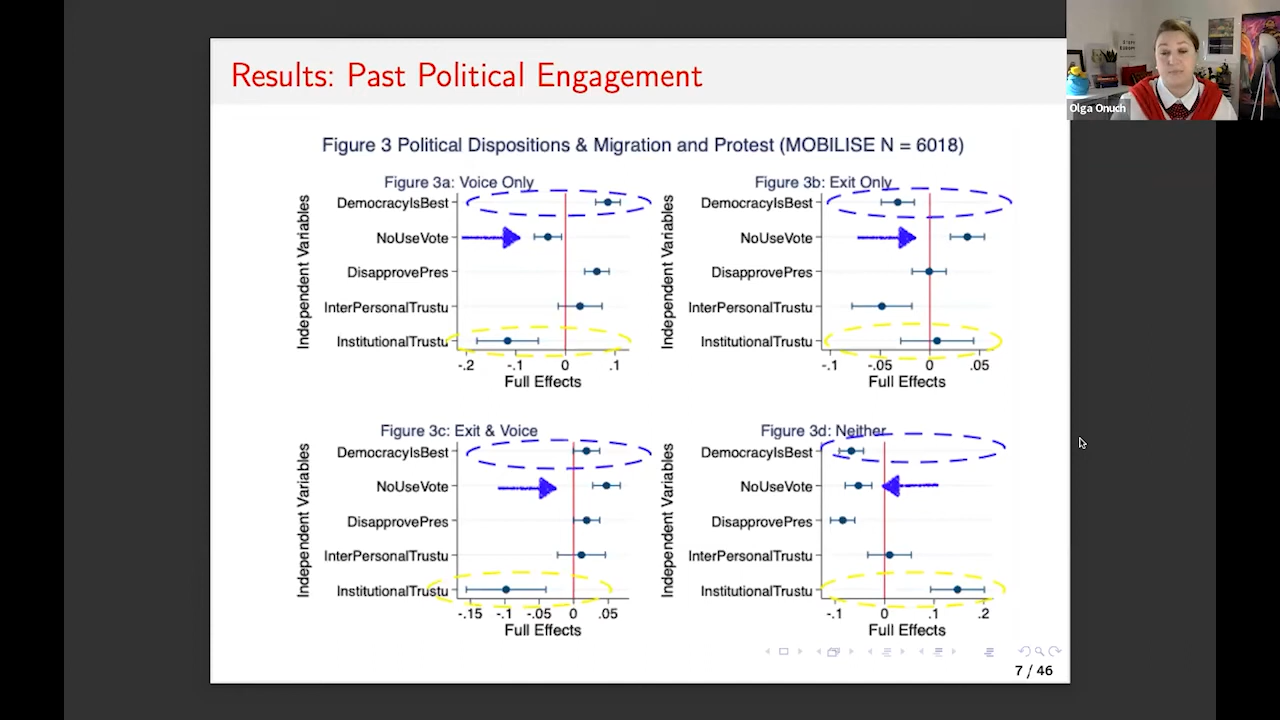 Results: Past Political Engagement
Olga Onuch
Figure 3 Political Dispositions & Migration and Protest (MOBILISE N = 6018)
Figure 3a: Voice Only
Independent Variables
DemocracyIsBest
NoUseVote
DisapprovePres
InterPersonalTrustu
InstitutionalTrustu
-.2 -.1 0 .1
Full Effects
Figure 3b: Exit Only
Independent Variables
DemocracyIsBest
NoUseVote
DisapprovePres
InterPersonalTrustu
InstitutionalTrustu
-.1 -.05 0 .05
Full Effects
Figure 3c: Exit & Voice
Independent Variables
DemocracyIsBest
NoUseVote
DisapprovePres
InterPersonalTrustu
InstitutionalTrustu
-.15 -.1 -.05 0 .05
Full Effects
Figure 3d: Neither
Independent Variables
DemocracyIsBest
NoUseVote
DisapprovePres
InterPersonalTrustu
InstitutionalTrustu
-.1 0 .1 .2
Full Effects
7 / 46